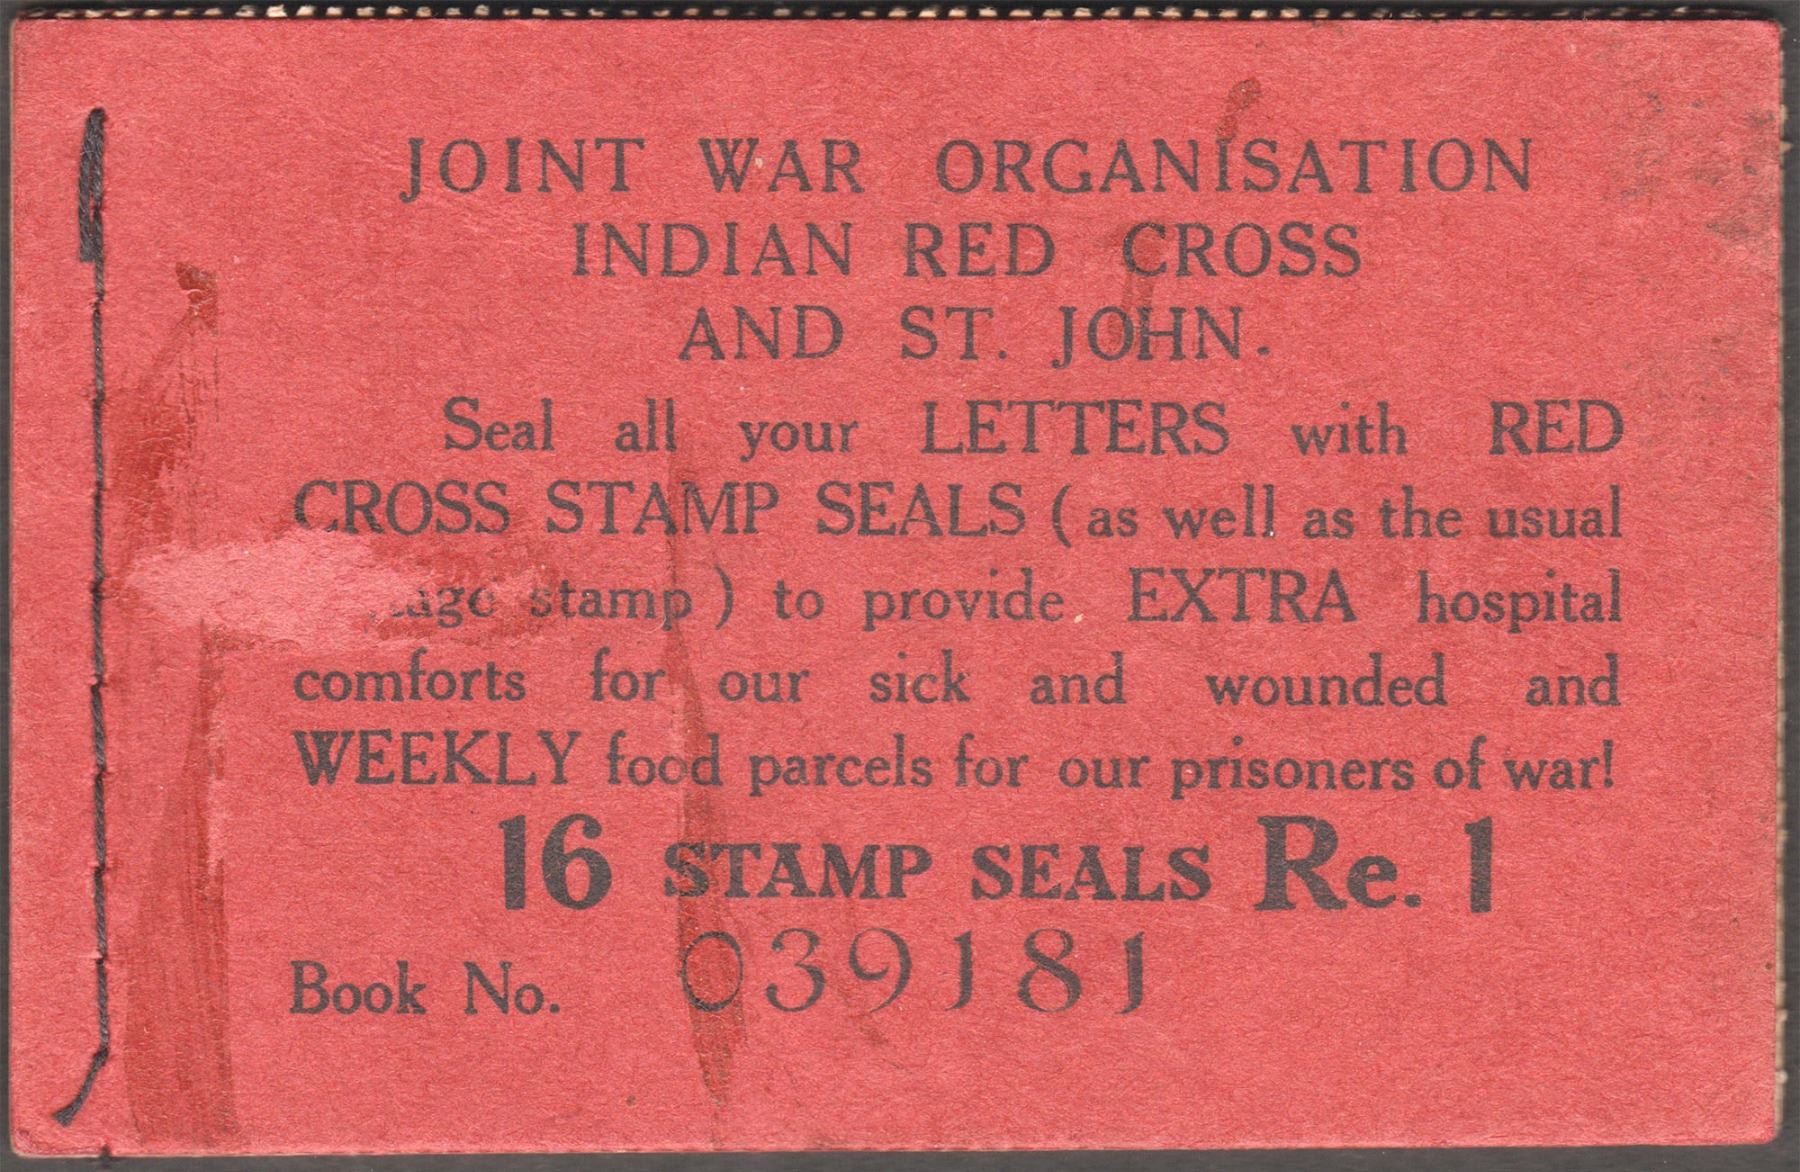 JOINT WAR ORGANISATION
INDIAN RED CROSS
AND ST. JOHN.
Seal all your LETTERS with RED
CROSS STAMP SEALS (as well as the usual
stamp) to provide EXTRA hospital
comforts for our sick and wounded and
WEEKLY food parcels for our prisoners of war!
16 STAMP SEALS Re. 1
Book No. 039181